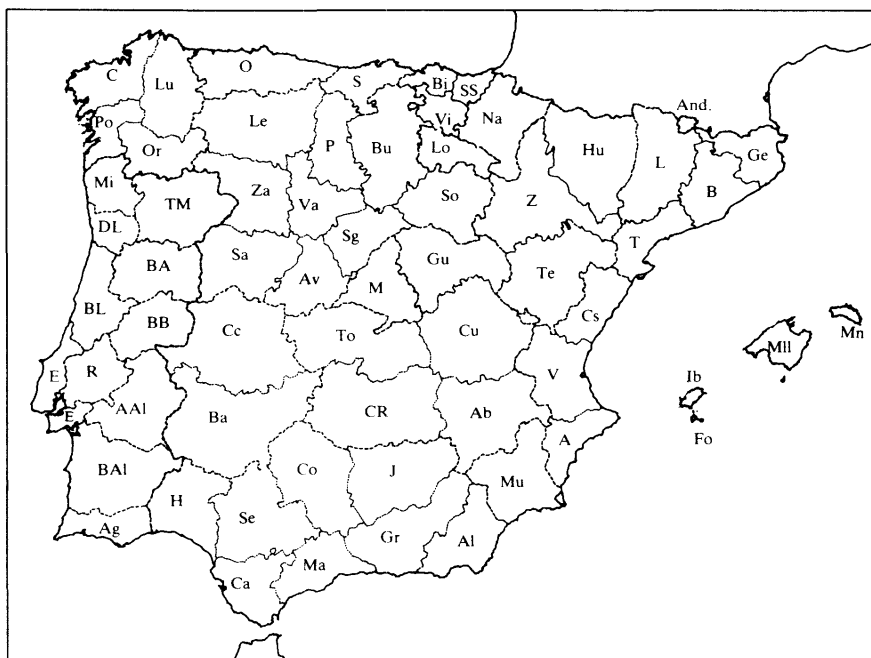 O
C
Lu
S
Bi
SS
And.
Po
Le
P
Bu
Vi
Na
Lo
Hu
L
Ge
Or
Mi
TM
Za
Va
So
Z
B
DL
Sg
T
BA
Sa
Av
M
Gu
Te
BL
BB
Cc
To
Cu
Cs
Mll
Mn
E
R
E
AAl
Ba
CR
Ab
V
Ib
Fo
A
BAl
H
Co
J
Mu
Ag
Se
Gr
Al
Ca
Ma